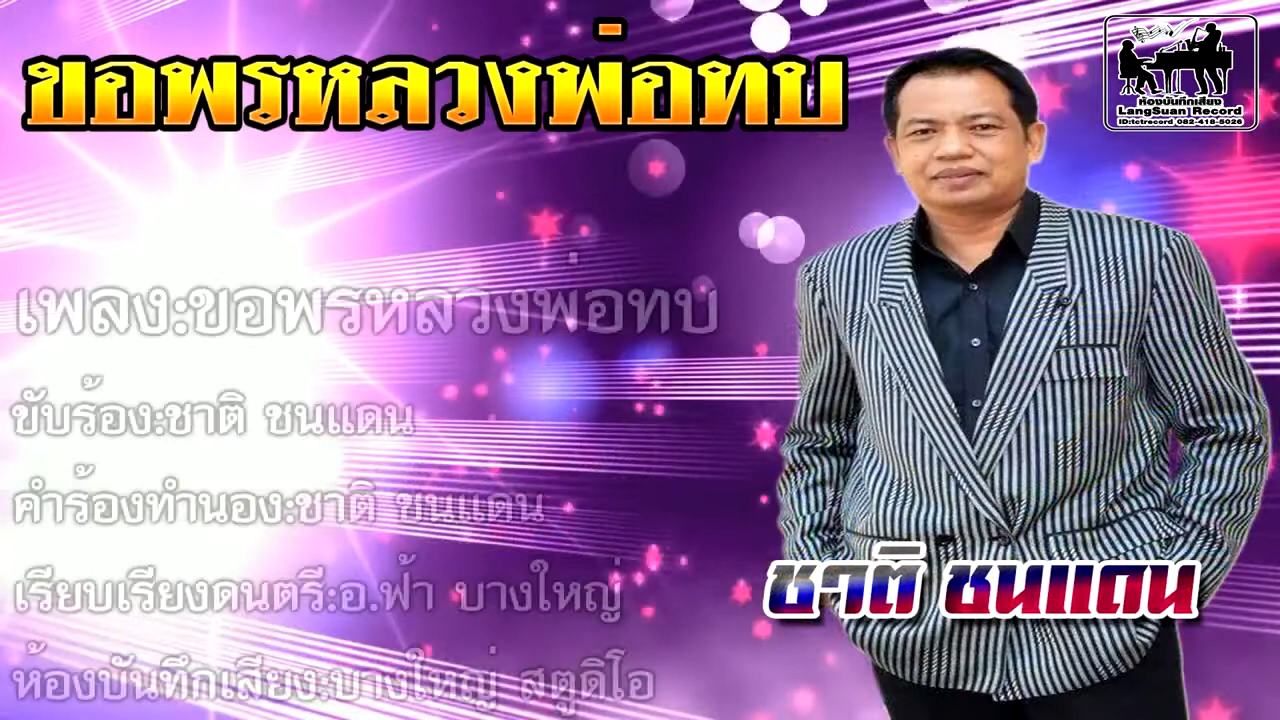 ขอพรหลวงพ่อทบ
ห้องบันทึกเสียง
LangSuan1Record
ID:tctrecord 082-418-5026
เพลง:ขอพรหลวงพ่อทบ
ขับร้อง:ชาติ ชนแดน
คำร้องทำนอง:ชาติ ชนแดน
เรียบเรียงดนตรี:อ.ฟ้า บางใหญ่
ห้องบันทึกเสียง:บางใหญ่ สตูดิโอ
ชาติ ชนแดน